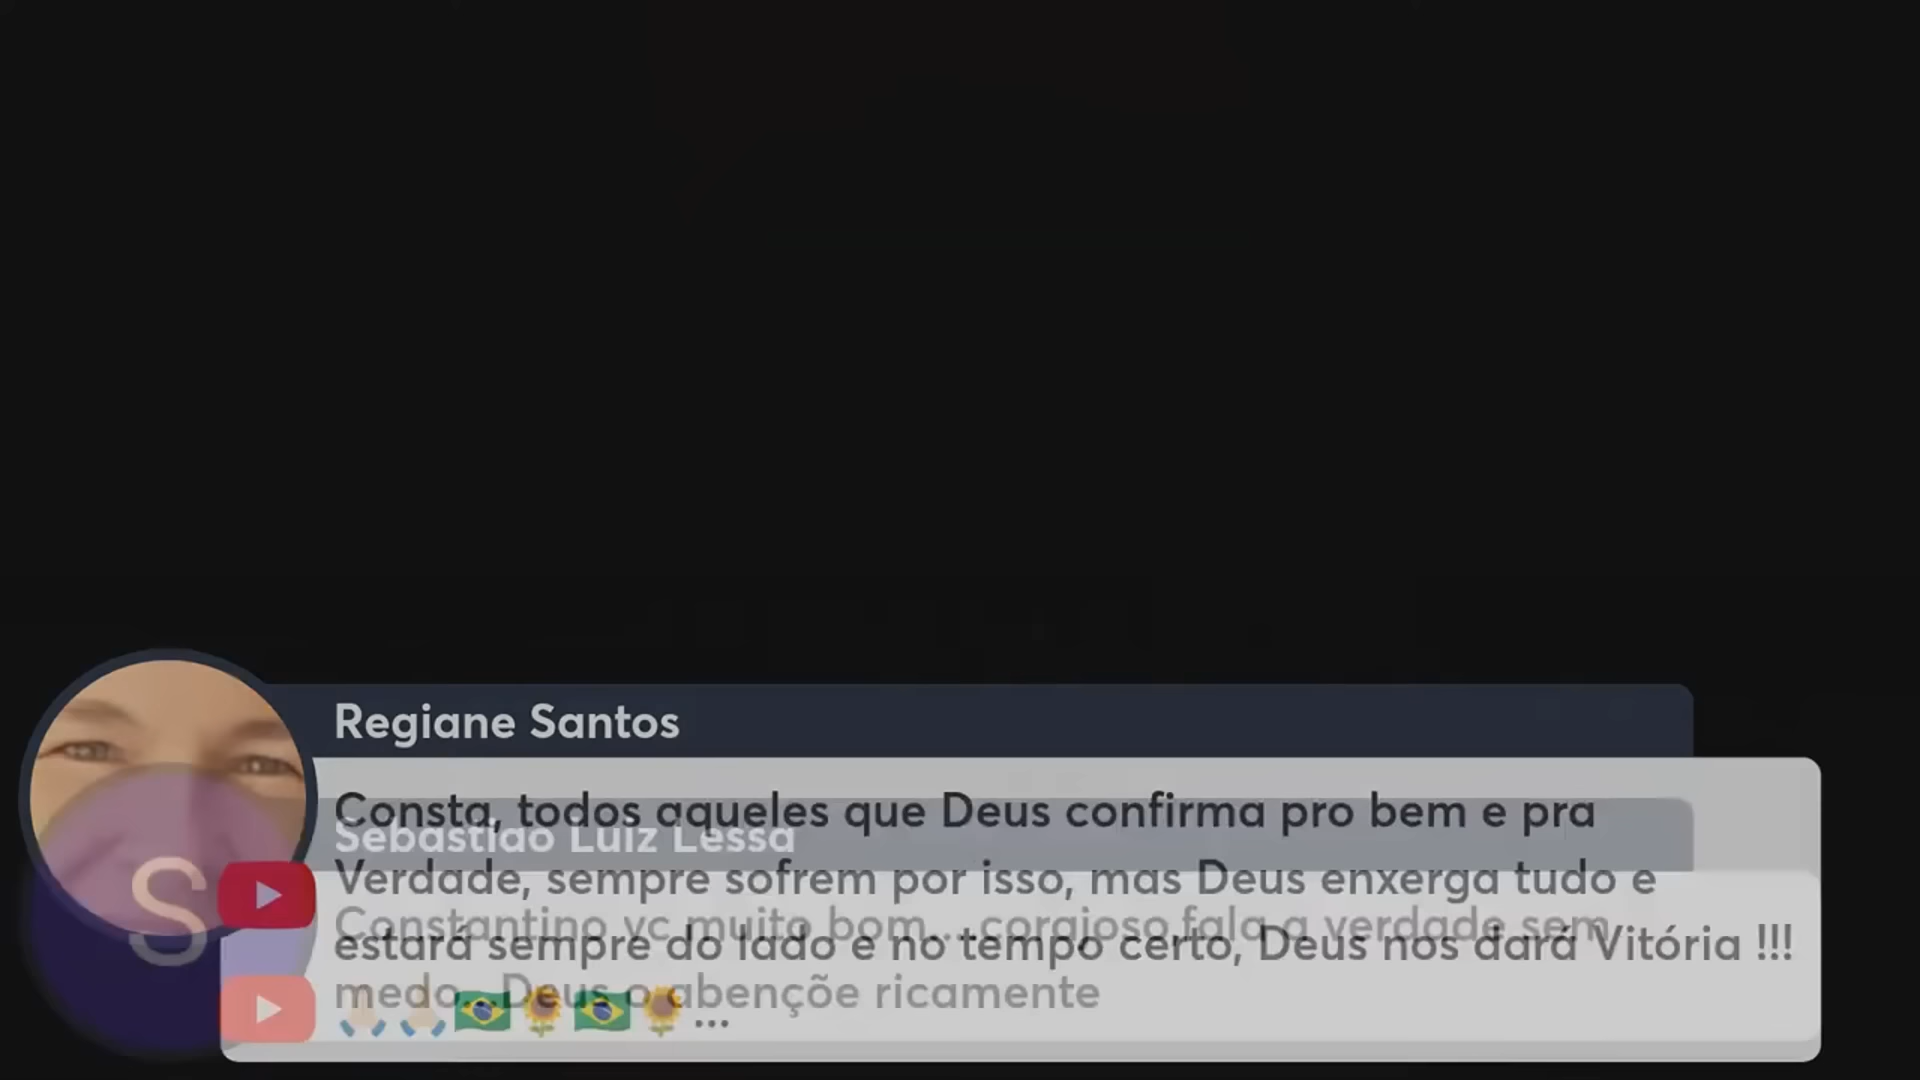 Regiane Santos
Consta, todos aqueles que Deus confirma pro bem e pra
Verdade, sempre sofrem por isso, mas Deus enxerga tudo e
estará sempre do lado e no tempo certo, Deus nos dará Vitória !!!
🙏🏻🙏🏻🇧🇷🌻🇧🇷🌻...
Sebastião Luiz Lessa
Constantino vc muito bom... corajoso fala a verdade sem
medo...Deus o abençõe ricamente
S